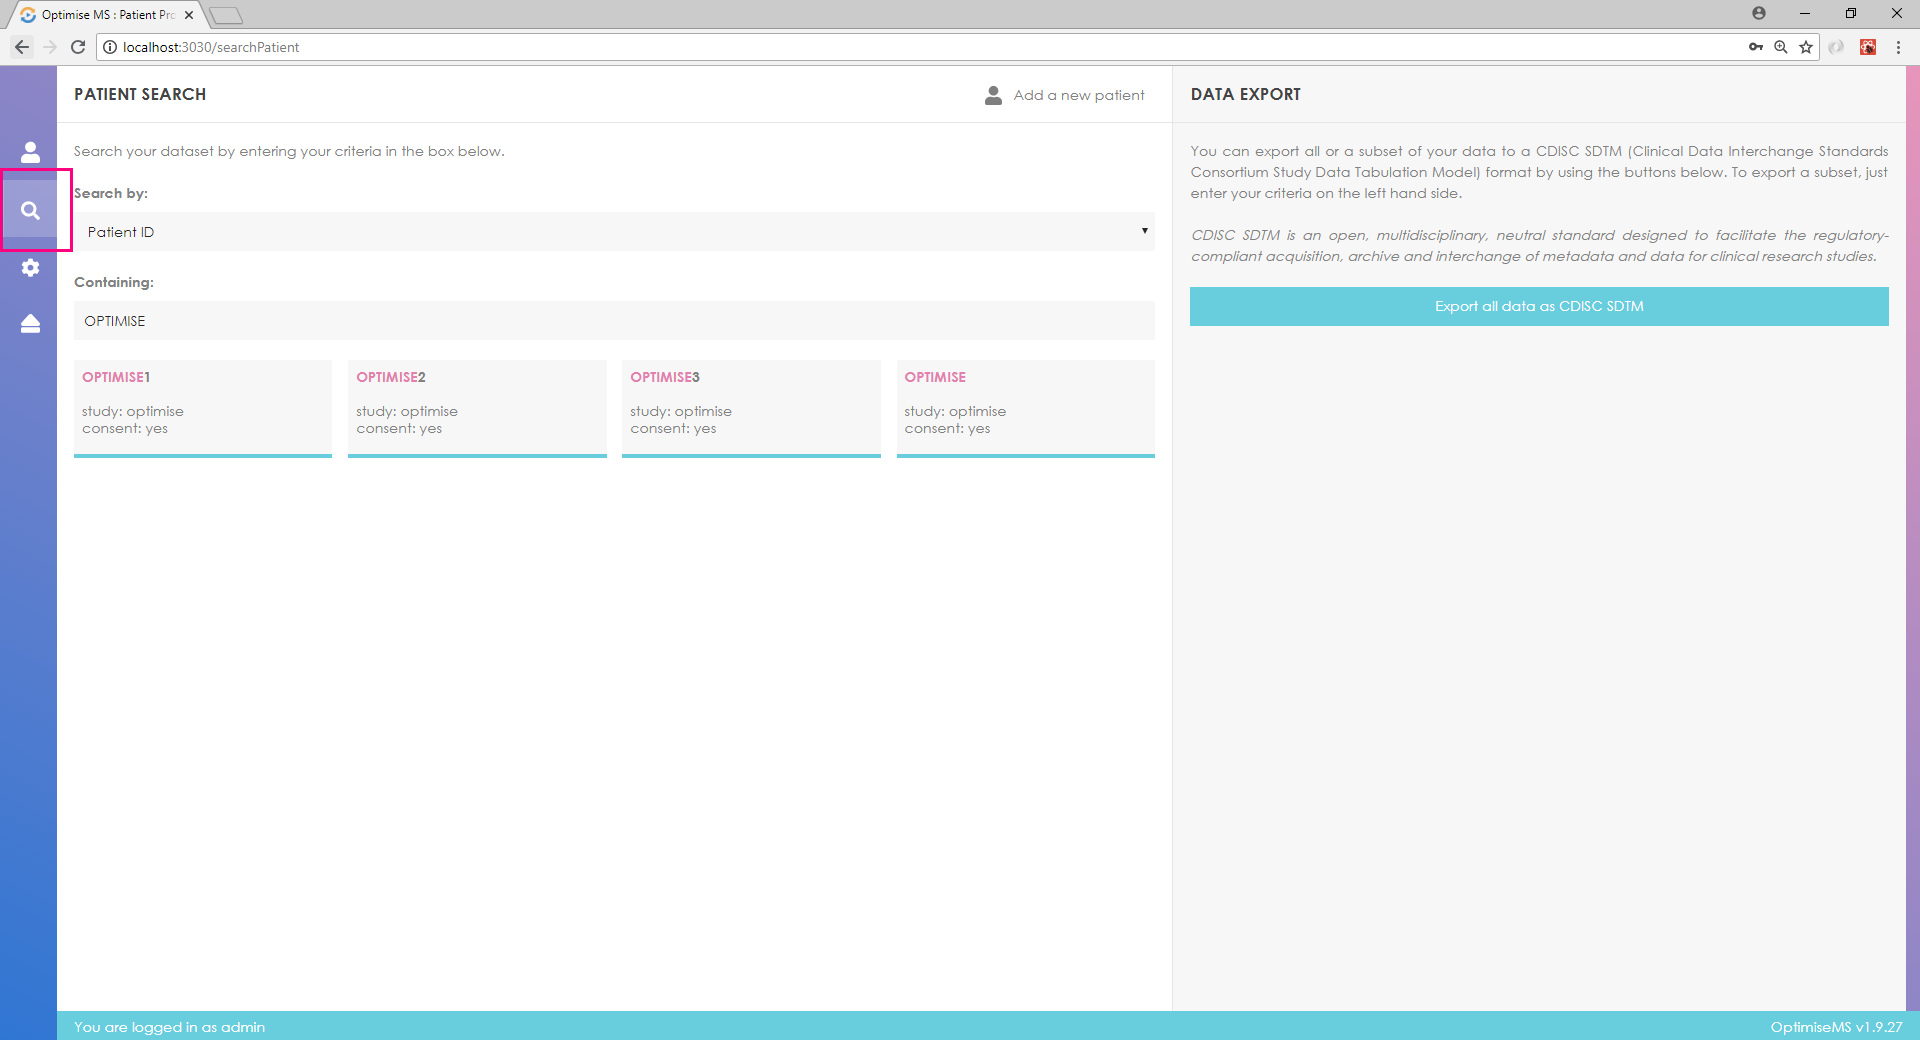 Optimise MS : Patient Pro
localhost:3030/searchPatient
PATIENT SEARCH
Add a new patient
Search your dataset by entering your criteria in the box below.
Search by:
Patient ID
Containing:
OPTIMISE
OPTIMISE1
study: optimise
consent: yes
OPTIMISE2
study: optimise
consent: yes
OPTIMISE3
study: optimise
consent: yes
OPTIMISE
study: optimise
consent: yes
DATA EXPORT
You can export all or a subset of your data to a CDISC SDTM (Clinical Data Interchange Standards
Consortium Study Data Tabulation Model) format by using the buttons below. To export a subset, just
enter your criteria on the left hand side.
CDISC SDTM is an open, multidisciplinary, neutral standard designed to facilitate the regulatory-
compliant acquisition, archive and interchange of metadata and data for clinical research studies.
Export all data as CDISC SDTM
You are logged in as admin
OptimiseMS v1.9.27